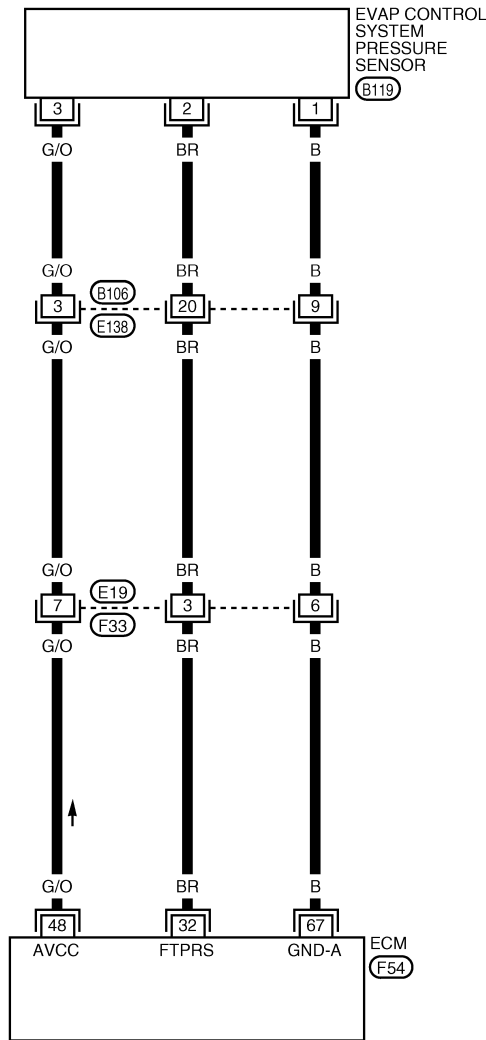 EVAP CONTROL
SYSTEM
PRESSURE
SENSOR
B119
3 2 1
G/O BR B
G/O BR B
B106
3 20 9
E138
G/O BR B
G/O BR B
E19
7 3 6
F33
G/O BR B
G/O BR B
48 32 67
AVCC FTPRS GND-A
ECM
F54